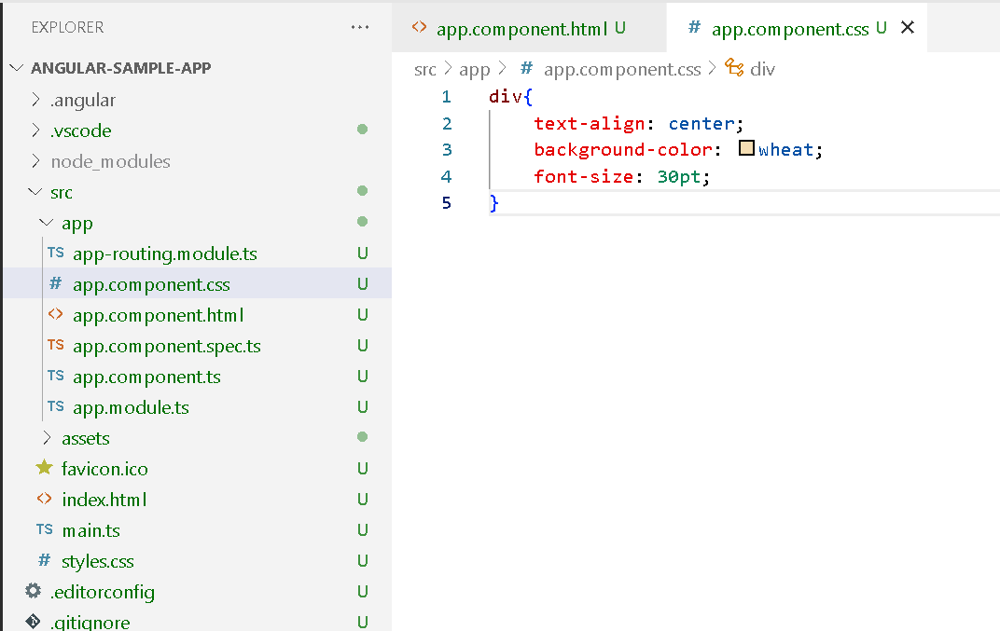 EXPLORER ...
ANGULAR-SAMPLE-APP
.angular
.vscode
node_modules
src
app
TS app-routing.module.ts U
# app.component.css U
<> app.component.html U
TS app.component.spec.ts U
TS app.component.ts U
TS app.module.ts U
assets
favicon.ico U
<> index.html U
TS main.ts U
# styles.css U
.editorconfig U
.gitignore U
<> app.component.html U
# app.component.css U
src > app > # app.component.css > div
1 div{
2 text-align: center;
3 background-color: wheat;
4 font-size: 30pt;
5 }